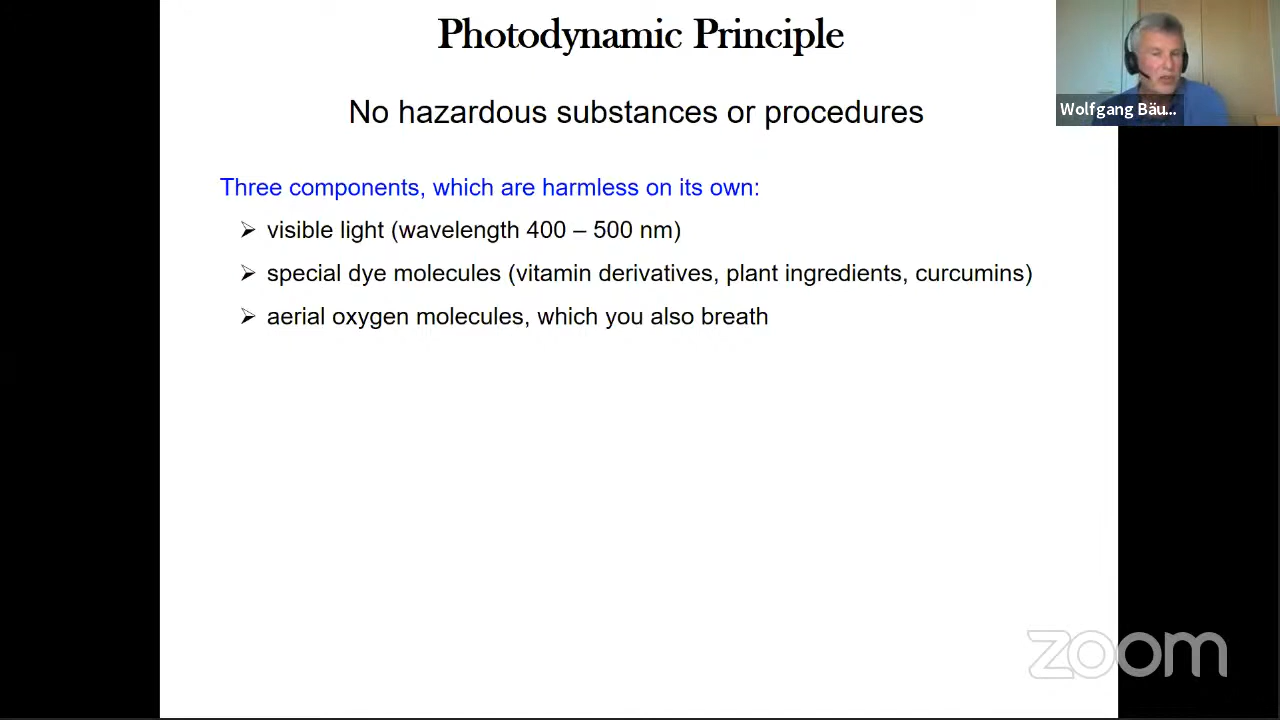 Photodynamic Principle
No hazardous substances or procedures
Wolfgang Bäu...
Three components, which are harmless on its own:
visible light (wavelength 400 – 500 nm)
special dye molecules (vitamin derivatives, plant ingredients, curcumins)
aerial oxygen molecules, which you also breath
zoom